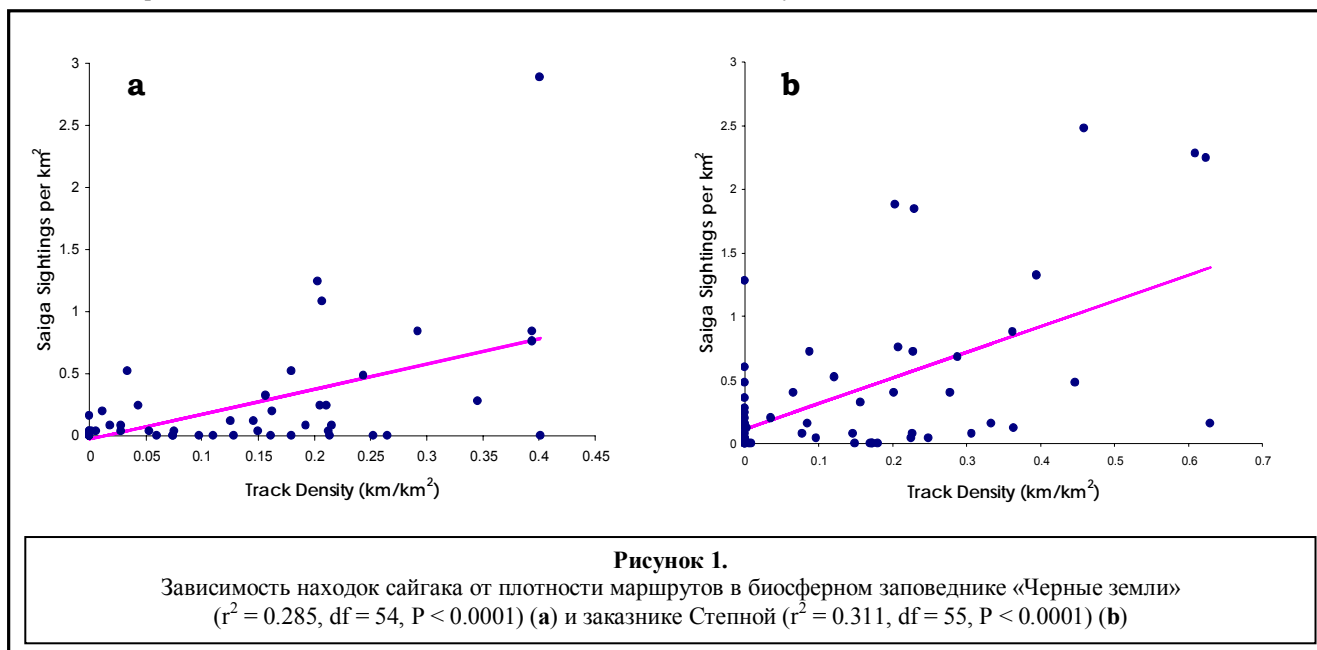 a
3
2.5
2
1.5
1
0.5
0
Saiga Sightings per km²
0 0.05 0.1 0.15 0.2 0.25 0.3 0.35 0.4 0.45
Track Density (km/km²)
b
3
2.5
2
1.5
1
0.5
0
Saiga Sightings per km²
0 0.1 0.2 0.3 0.4 0.5 0.6 0.7
Track Density (km/km²)
Рисунок 1.
Зависимость находок сайгака от плотности маршрутов в биосферном заповеднике «Черные земли»
(r² = 0.285, df = 54, P < 0.0001) (a) и заказнике Степной (r² = 0.311, df = 55, P < 0.0001) (b)